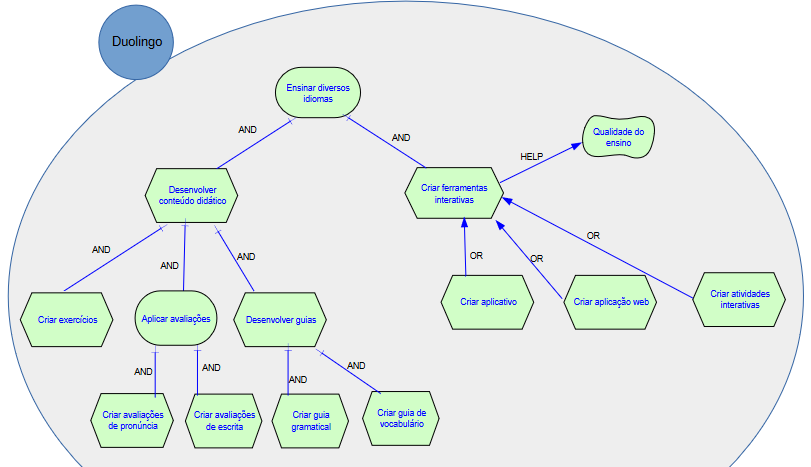 Duolingo
Ensinar diversos
idiomas
AND
AND
Qualidade do
ensino
HELP
Desenvolver
conteúdo didático
Criar ferramentas
interativas
AND
AND
AND
OR
OR
OR
Criar exercícios
Aplicar avaliações
Desenvolver guias
Criar aplicativo
Criar aplicação web
Criar atividades
interativas
AND
AND
AND
AND
Criar avaliações
de pronúncia
Criar avaliações
de escrita
Criar guia
gramatical
Criar guia de
vocabulário